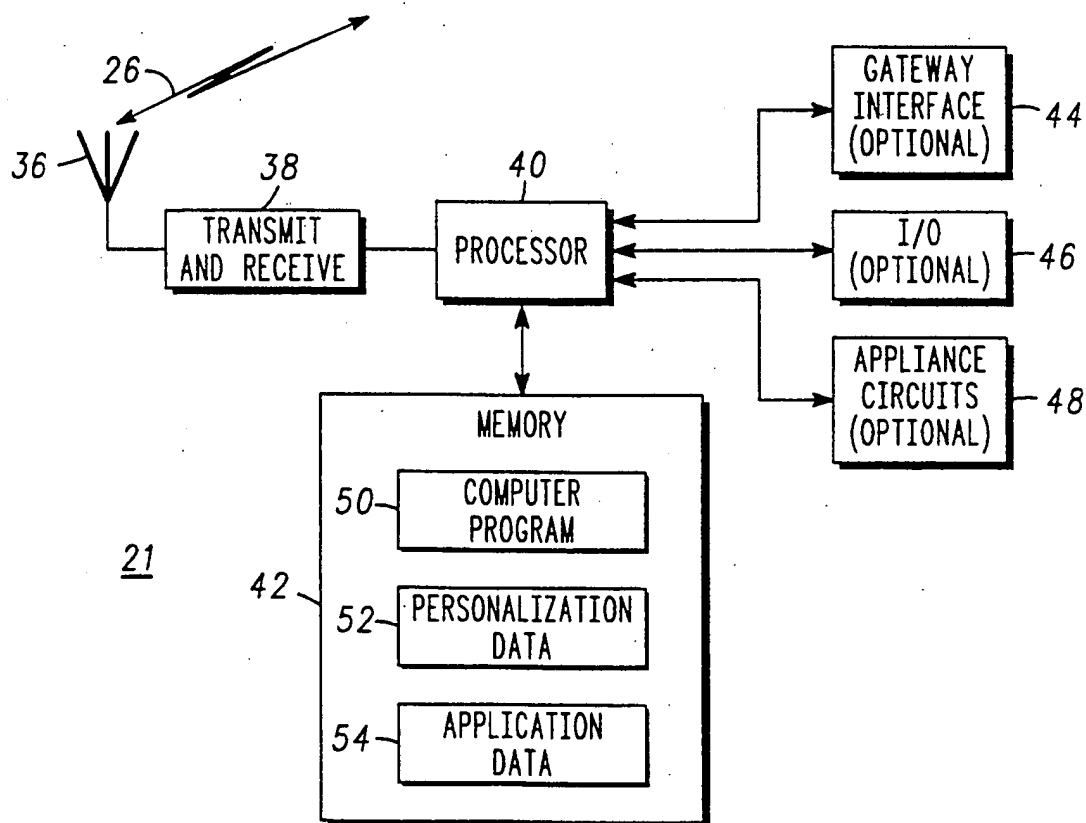 26
36
38
TRANSMIT
AND RECEIVE
40
PROCESSOR
GATEWAY
INTERFACE
(OPTIONAL)
44
I/O
(OPTIONAL)
46
APPLIANCE
CIRCUITS
(OPTIONAL)
48
MEMORY
50
COMPUTER
PROGRAM
21
42
52
PERSONALIZATION
DATA
54
APPLICATION
DATA